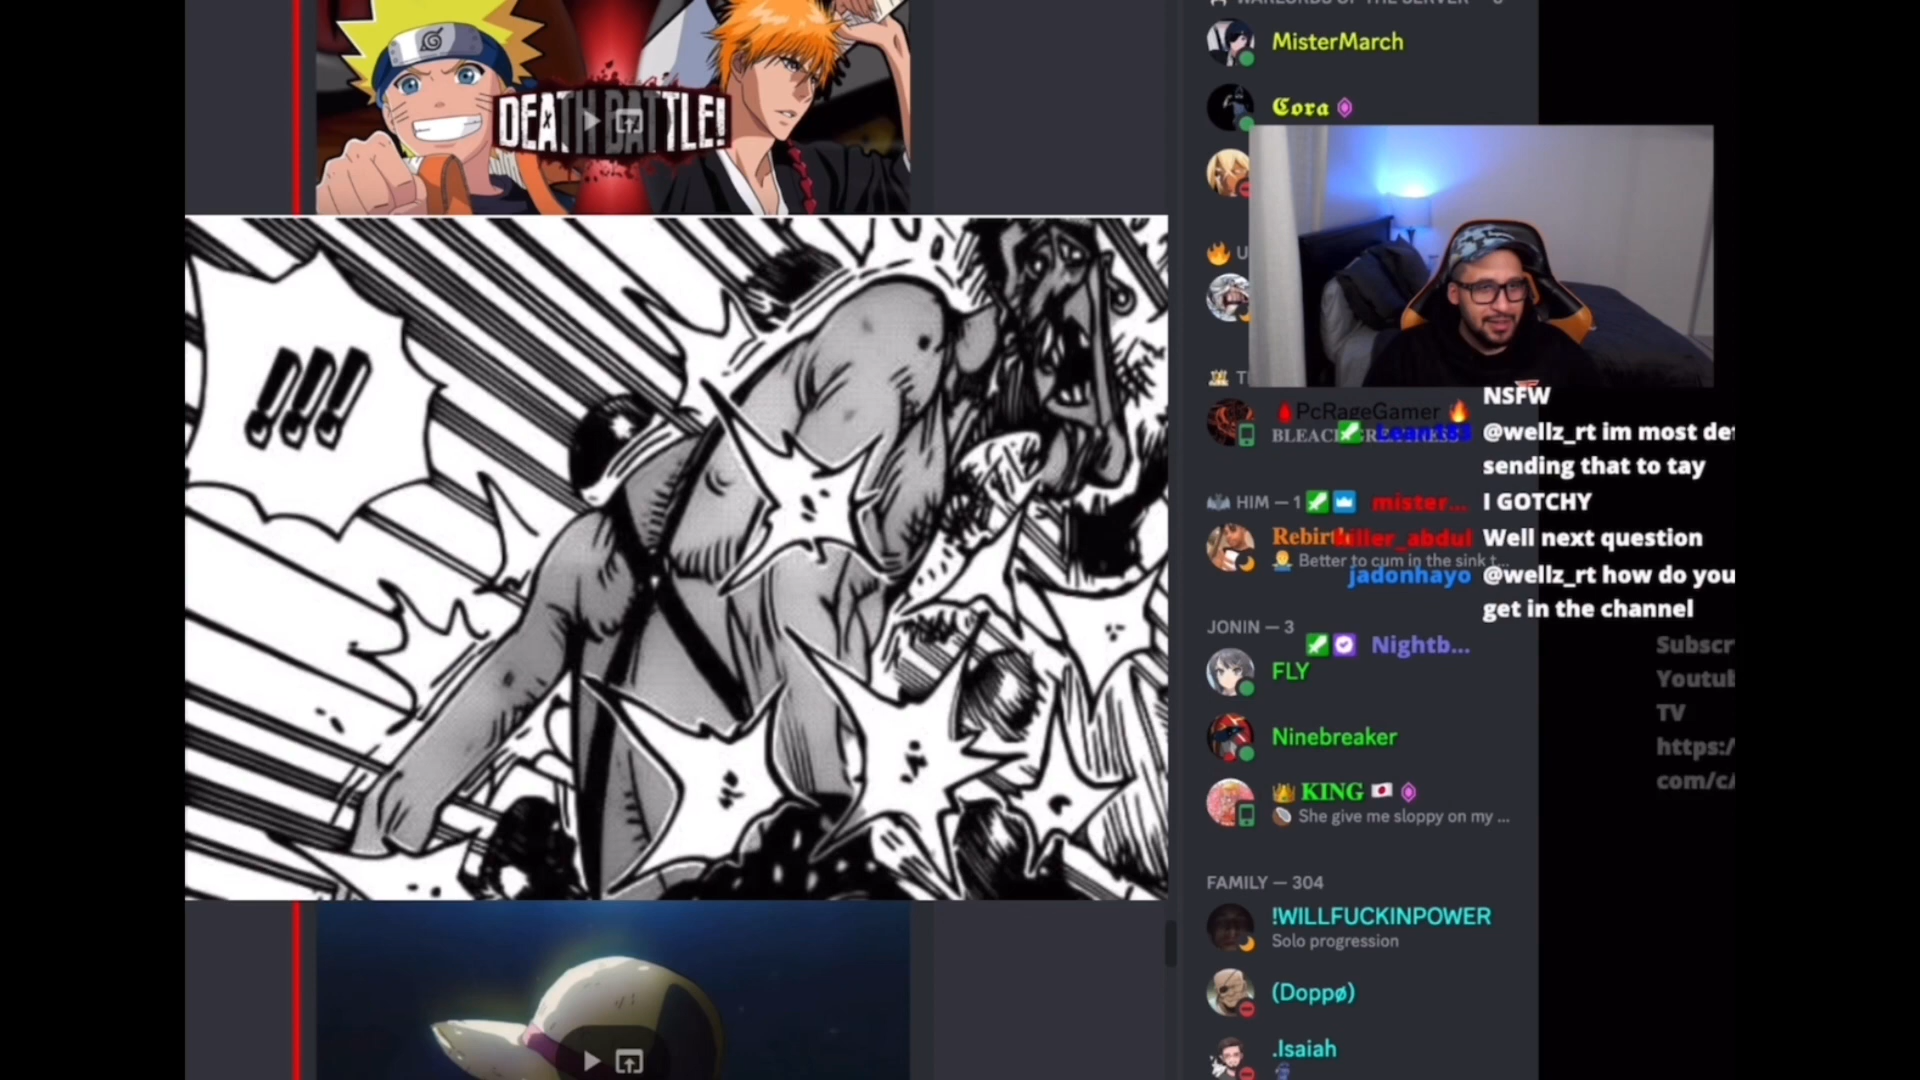 DEATH BATTLE!
!!!
MisterMarch
Cora
PcRageGamer
NSFW
@wellz_rt im most de
sending that to tay
HIM — 1
mister...
I GOTCHY
Rebirth
killer_abdul
Well next question
Better to cum in the sink t...
jadonhayo
@wellz_rt how do you
get in the channel
JONIN — 3
Nightb...
Subscr
FLY
Youtub
TV
Ninebreaker
https:/
com/c/
KING
She give me sloppy on my ...
FAMILY — 304
!WILLFUCKINPOWER
Solo progression
(Doppø)
.Isaiah